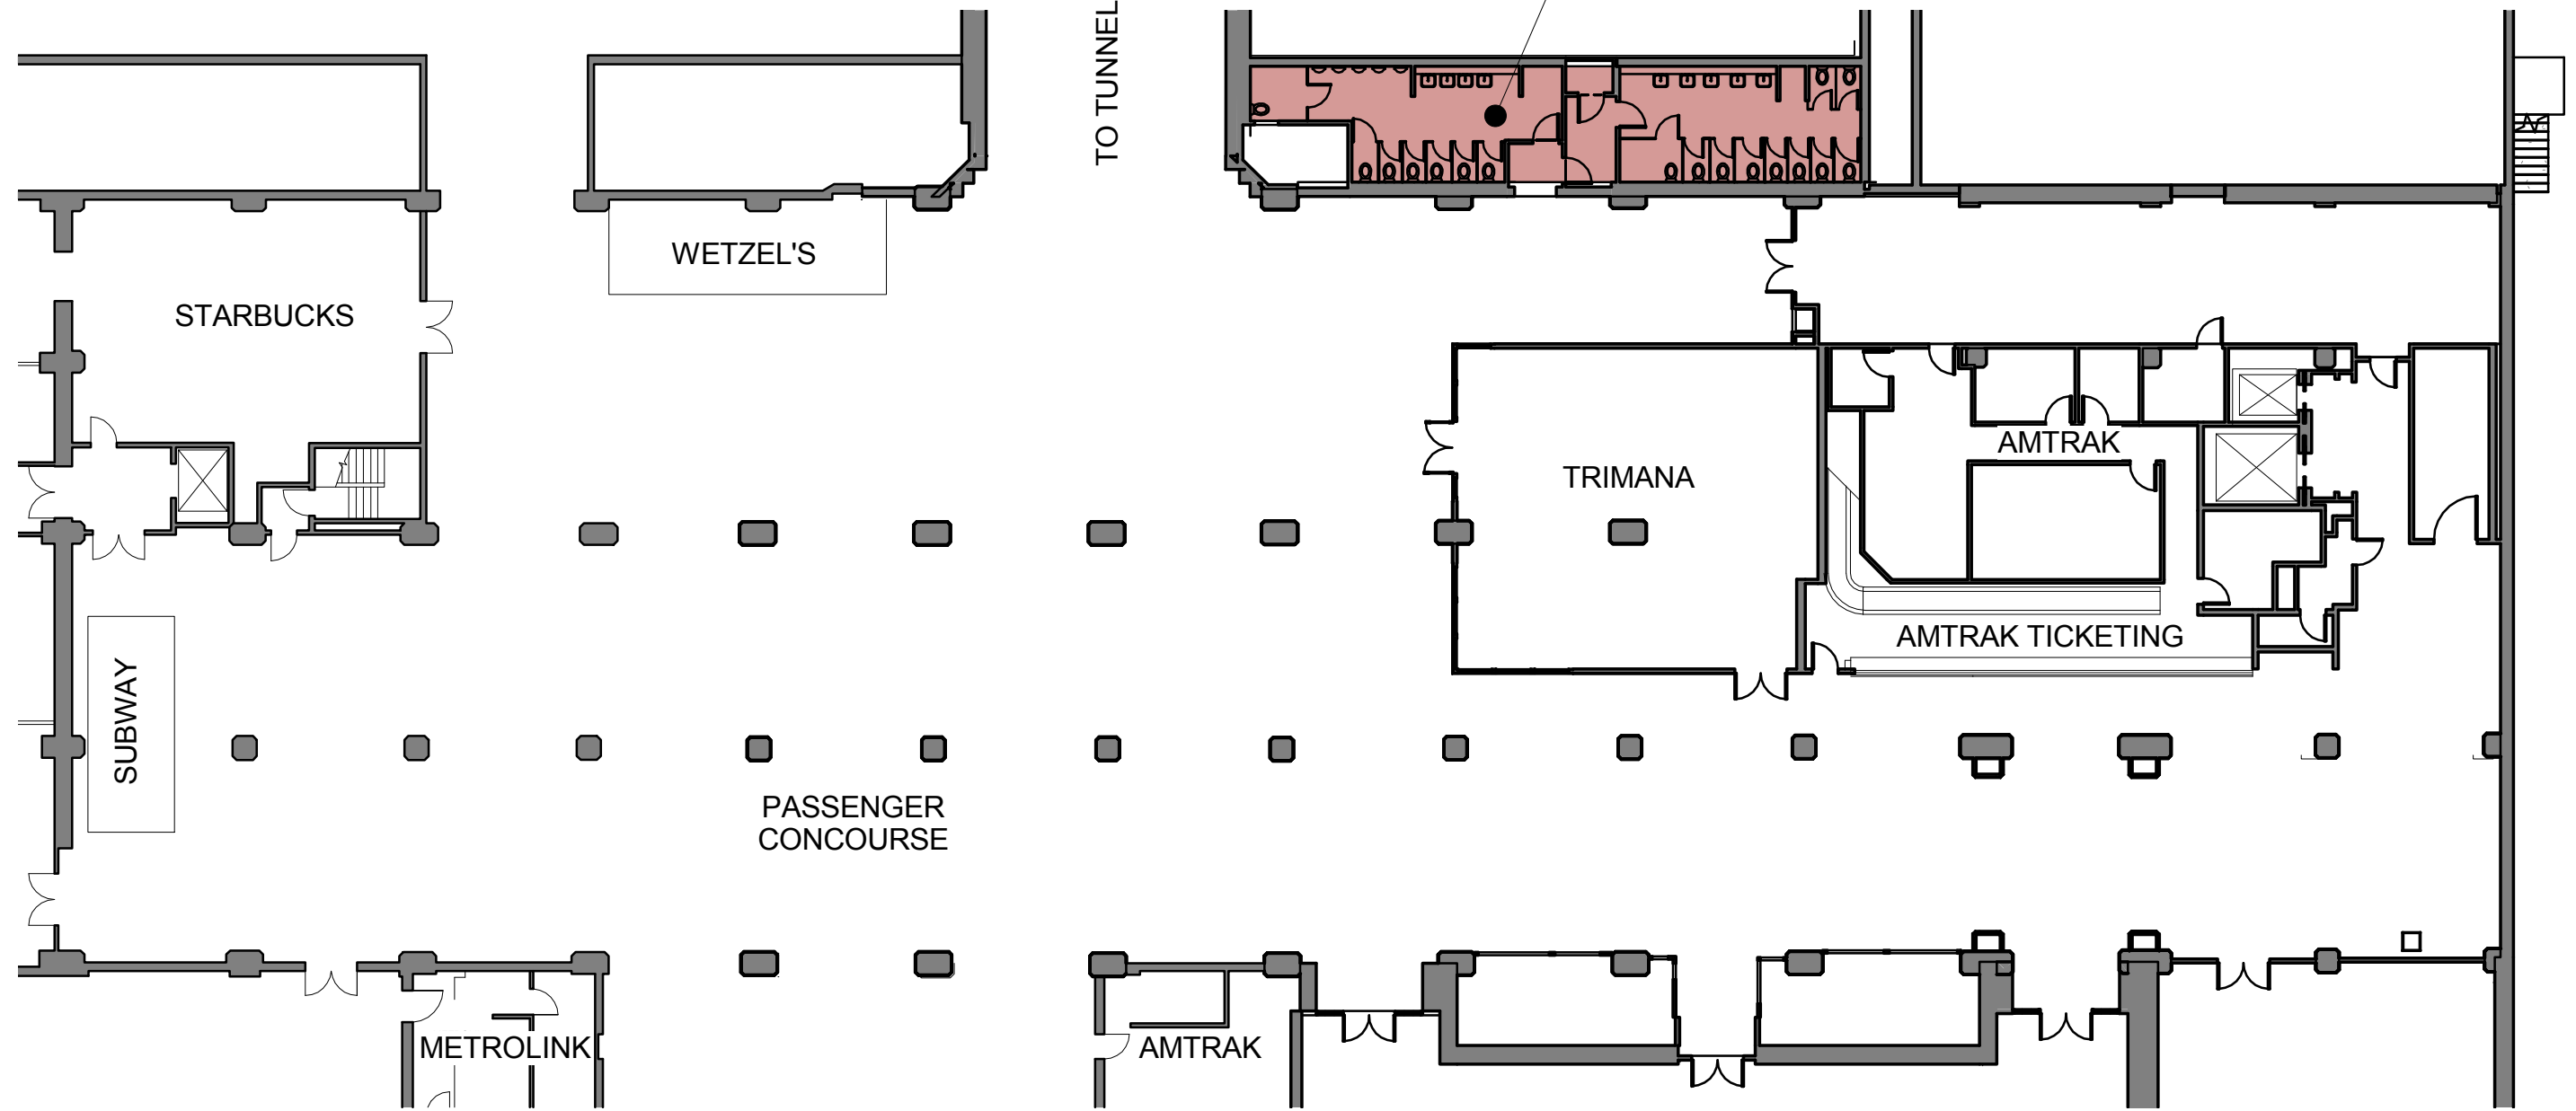 TO TUNNEL
WETZEL'S
STARBUCKS
AMTRAK
TRIMANA
AMTRAK TICKETING
SUBWAY
PASSENGER
CONCOURSE
METROLINK
AMTRAK